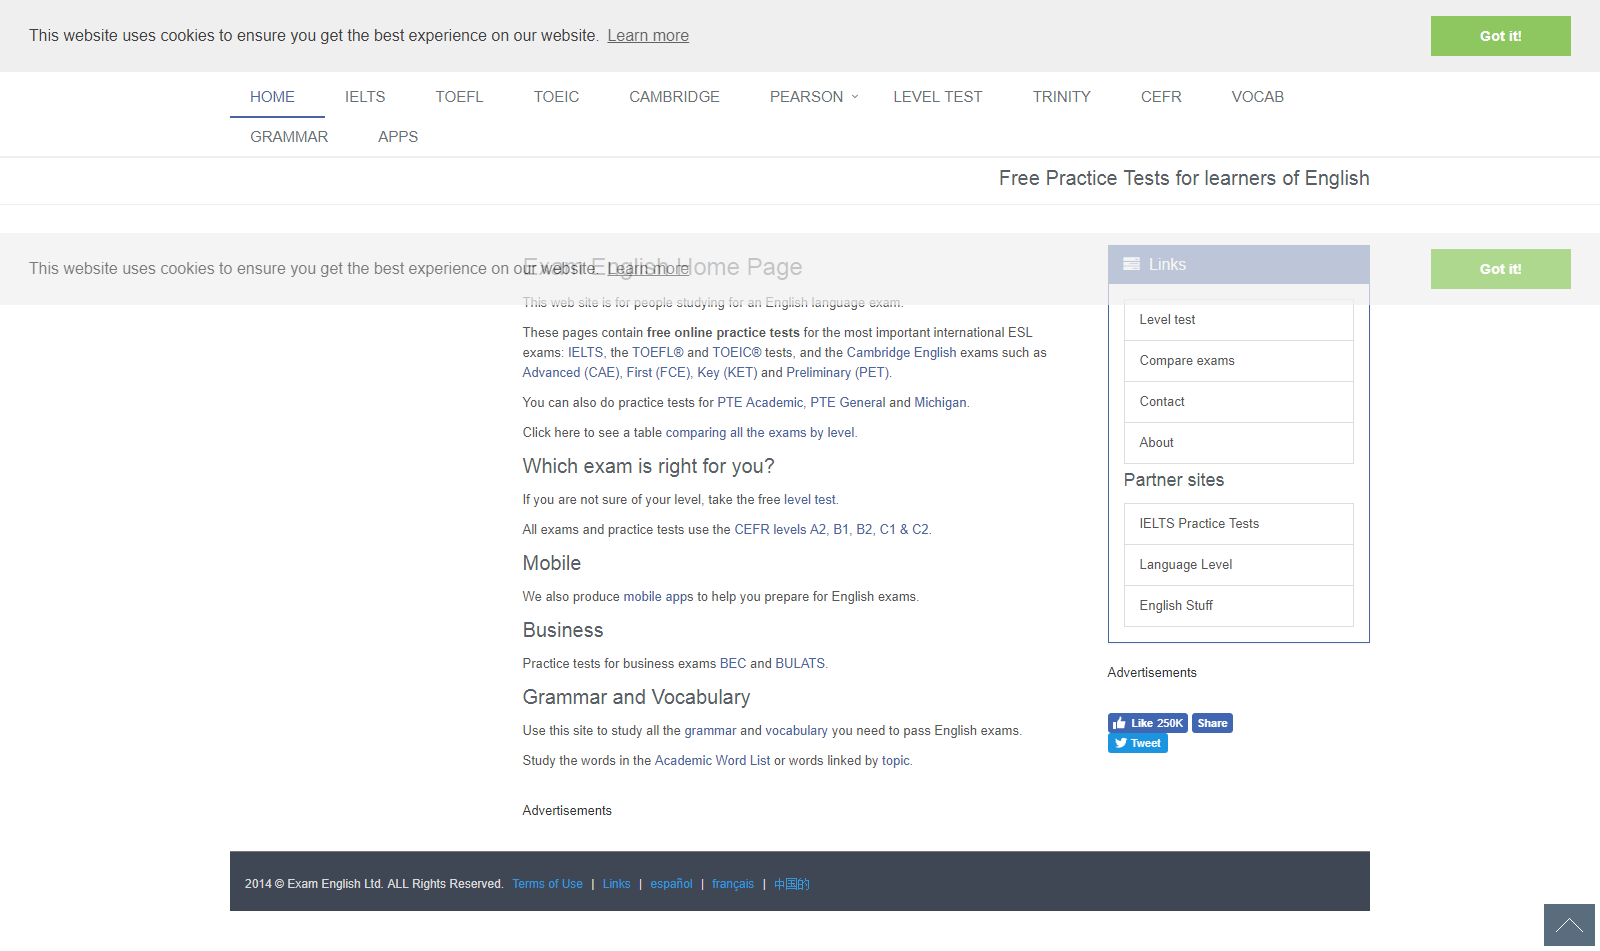 This website uses cookies to ensure you get the best experience on our website. Learn more
Got it!
HOME IELTS TOEFL TOEIC CAMBRIDGE PEARSON LEVEL TEST TRINITY CEFR VOCAB
GRAMMAR APPS
Free Practice Tests for learners of English
This website uses cookies to ensure you get the best experience on our website. Learn more
Got it!
Exam English Home Page
This web site is for people studying for an English language exam.
These pages contain free online practice tests for the most important international ESL
exams: IELTS, the TOEFL® and TOEIC® tests, and the Cambridge English exams such as
Advanced (CAE), First (FCE), Key (KET) and Preliminary (PET).
You can also do practice tests for PTE Academic, PTE General and Michigan.
Click here to see a table comparing all the exams by level.
Which exam is right for you?
If you are not sure of your level, take the free level test.
All exams and practice tests use the CEFR levels A2, B1, B2, C1 & C2.
Mobile
We also produce mobile apps to help you prepare for English exams.
Business
Practice tests for business exams BEC and BULATS.
Grammar and Vocabulary
Use this site to study all the grammar and vocabulary you need to pass English exams.
Study the words in the Academic Word List or words linked by topic.
Advertisements
Links
Level test
Compare exams
Contact
About
Partner sites
IELTS Practice Tests
Language Level
English Stuff
Advertisements
Like 250K Share
Tweet
2014 © Exam English Ltd. ALL Rights Reserved. Terms of Use | Links | español | français | 中国的